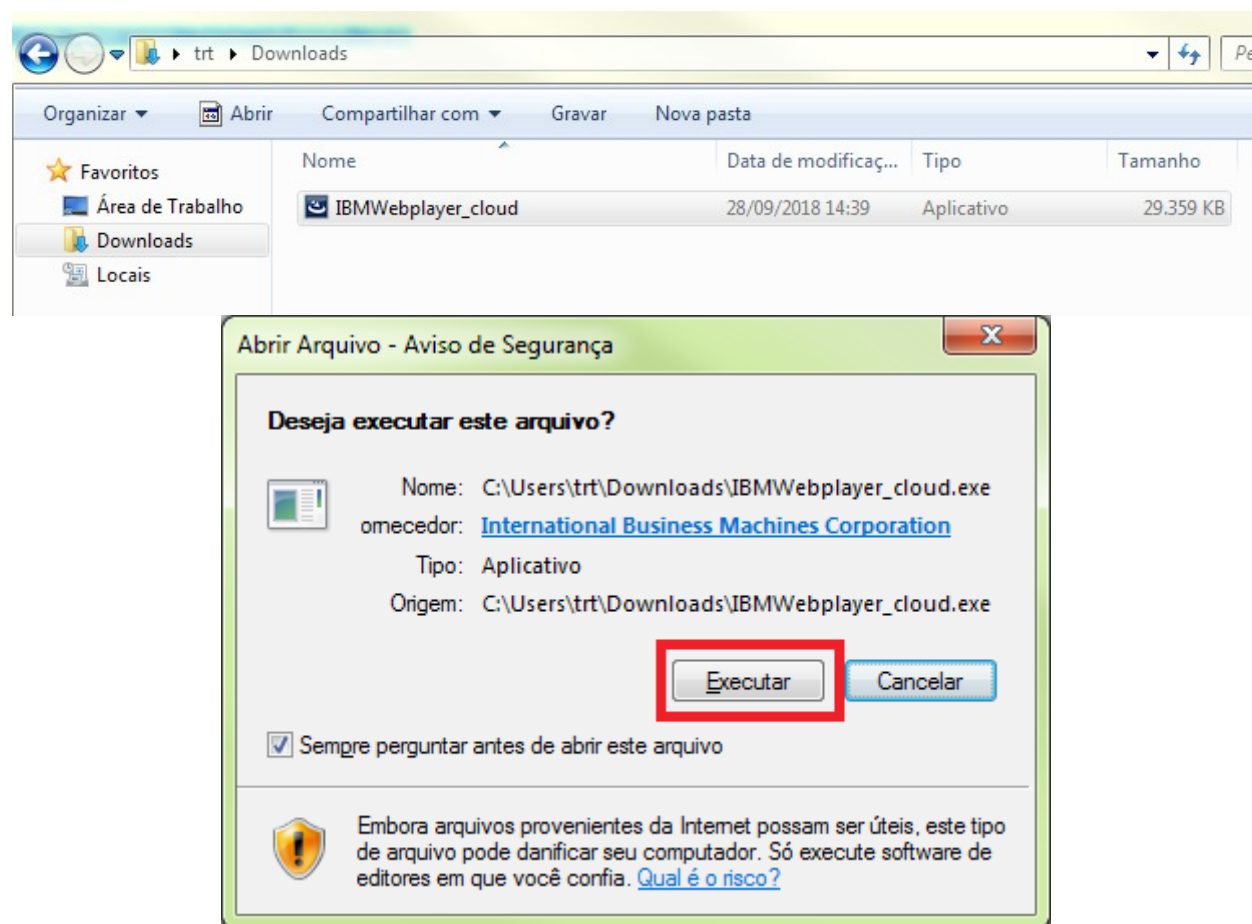 trt Downloads
Organizar Abrir Compartilhar com Gravar Nova pasta
Favoritos
Área de Trabalho
Downloads
Locais
Nome Data de modificaç... Tipo Tamanho
IBMWebplayer_cloud 28/09/2018 14:39 Aplicativo 29.359 KB
Abrir Arquivo - Aviso de Segurança
Deseja executar este arquivo?
Nome: C:\Users\trt\Downloads\IBMWebplayer_cloud.exe
ornecedor: International Business Machines Corporation
Tipo: Aplicativo
Origem: C:\Users\trt\Downloads\IBMWebplayer_cloud.exe
Executar Cancelar
Sempre perguntar antes de abrir este arquivo
Embora arquivos provenientes da Internet possam ser úteis, este tipo
de arquivo pode danificar seu computador. Só execute software de
editores em que você confia. Qual é o risco?